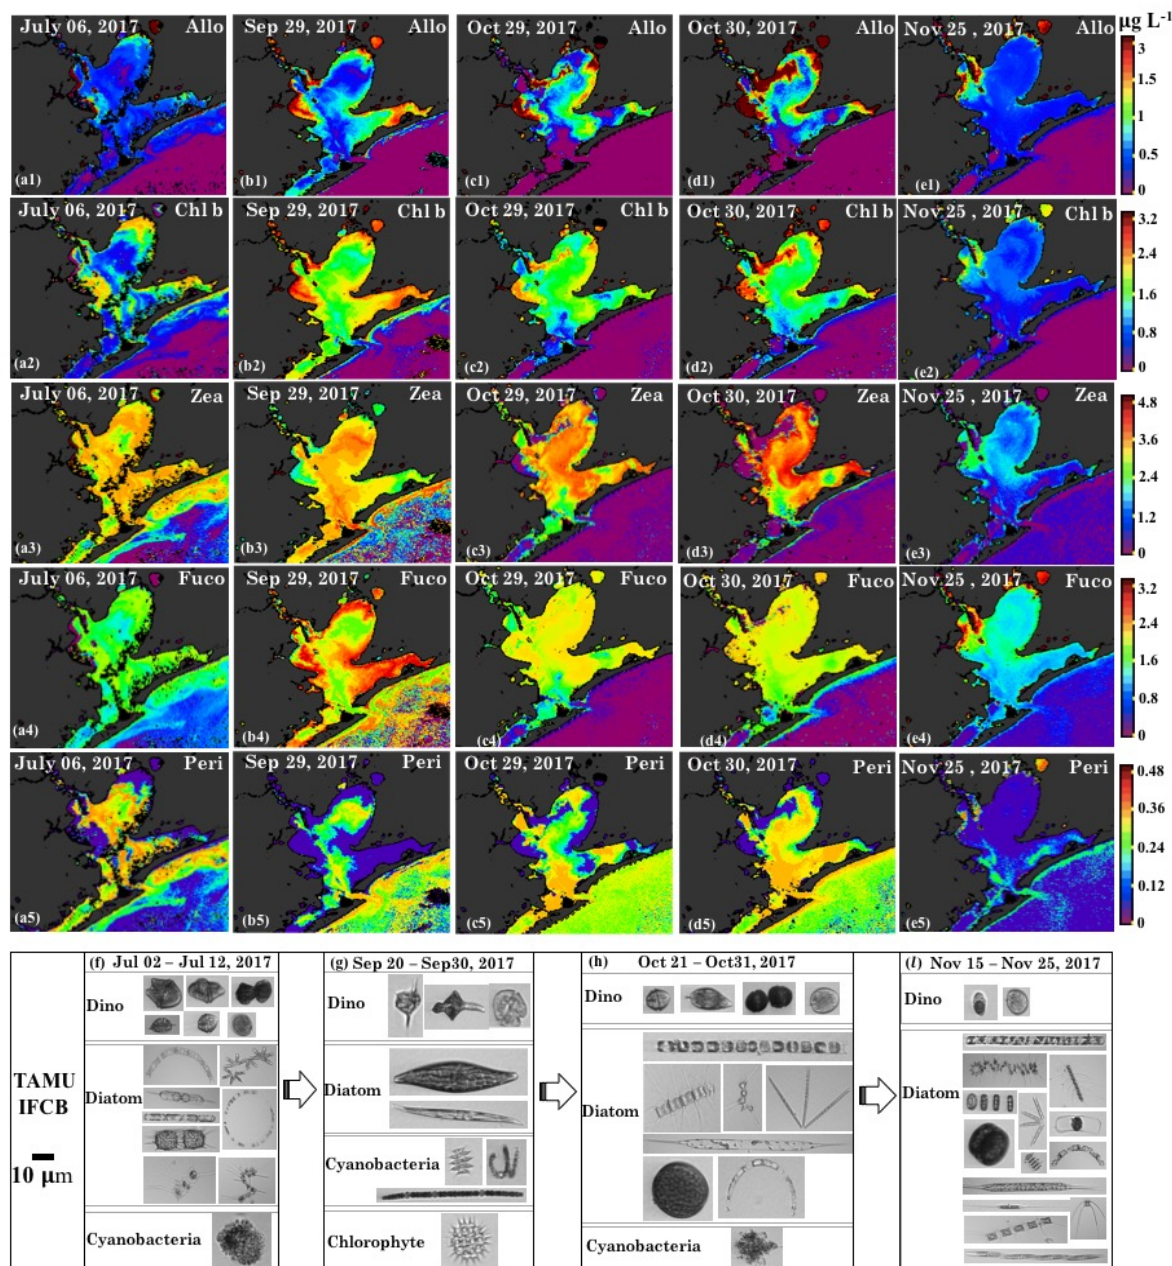 July 06, 2017 Allo Sep 29, 2017 Allo Oct 29, 2017 Allo Oct 30, 2017 Allo Nov 25 , 2017 Allo µg L-1
3
1.5
1
0.5
0
(a1) (b1) (c1) (d1) (e1)
July 06, 2017 Chl b Sep 29, 2017 Chl b Oct 29, 2017 Chl b Oct 30, 2017 Chl b Nov 25 , 2017 Chl b
3.2
2.4
1.6
0.8
0
(a2) (b2) (c2) (d2) (e2)
July 06, 2017 Zea Sep 29, 2017 Zea Oct 29, 2017 Zea Oct 30, 2017 Zea Nov 25, 2017 Zea
4.8
3.6
2.4
1.2
0
(a3) (b3) (c3) (d3) (e3)
July 06, 2017 Fuco Sep 29, 2017 Fuco Oct 29, 2017 Fuco Oct 30, 2017 Fuco Nov 25 , 2017 Fuco
3.2
2.4
1.6
0.8
0
(a4) (b4) (c4) (d4) (e4)
July 06, 2017 Peri Sep 29, 2017 Peri Oct 29, 2017 Peri Oct 30, 2017 Peri Nov 25 , 2017 Peri
0.48
0.36
0.24
0.12
0
(a5) (b5) (c5) (d5) (e5)
TAMU
IFCB
10 µm
(f) Jul 02 – Jul 12, 2017
Dino
Diatom
Cyanobacteria
(g) Sep 20 – Sep30, 2017
Dino
Diatom
Cyanobacteria
Chlorophyte
(h) Oct 21 – Oct31, 2017
Dino
Diatom
Cyanobacteria
(l) Nov 15 – Nov 25, 2017
Dino
Diatom